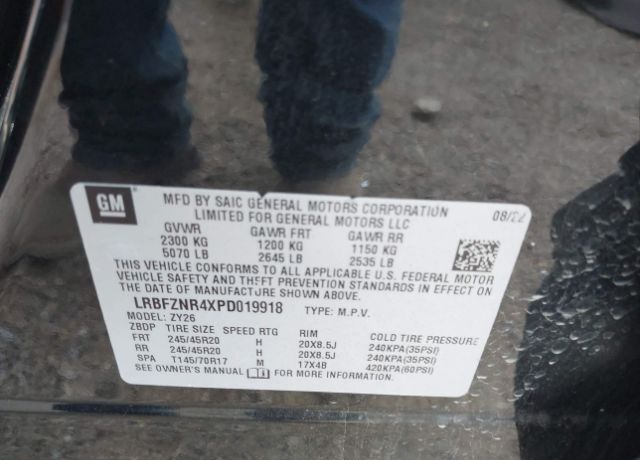 GM
MFD BY SAIC GENERAL MOTORS CORPORATION
LIMITED FOR GENERAL MOTORS LLC
08/22
GVWR GAWR FRT GAWR RR
2300 KG 1200 KG 1150 KG
5070 LB 2645 LB 2535 LB
THIS VEHICLE CONFORMS TO ALL APPLICABLE U.S. FEDERAL MOTOR
VEHICLE SAFETY AND THEFT PREVENTION STANDARDS IN EFFECT ON
THE DATE OF MANUFACTURE SHOWN ABOVE.
LRBFZNR4XPD019918 TYPE: M.P.V.
MODEL: ZY26
ZBDP TIRE SIZE SPEED RTG RIM COLD TIRE PRESSURE
FRT 245/45R20 H 20X8.5J 240KPA(35PSI)
RR 245/45R20 H 20X8.5J 240KPA(35PSI)
SPA T145/70R17 M 17X4B 420KPA(60PSI)
SEE OWNER'S MANUAL FOR MORE INFORMATION.